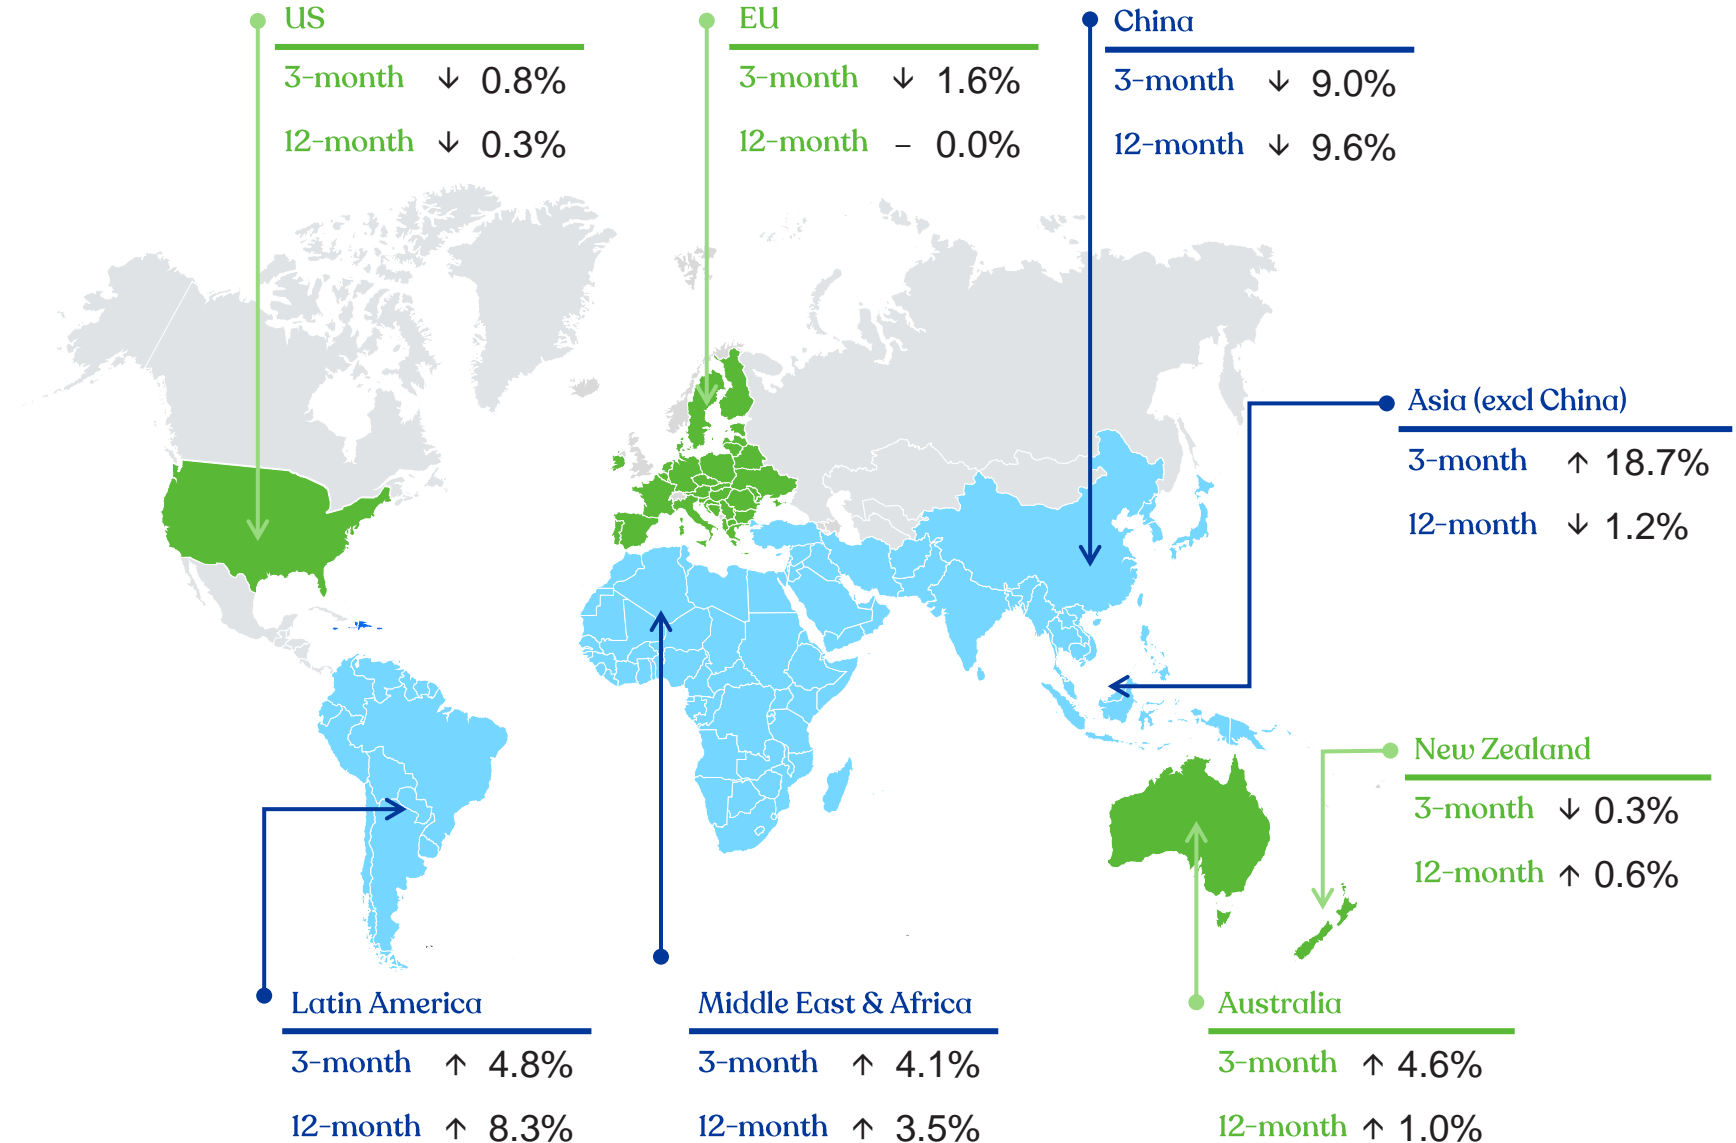 US
3-month ↓ 0.8%
12-month ↓ 0.3%
EU
3-month ↓ 1.6%
12-month – 0.0%
China
3-month ↓ 9.0%
12-month ↓ 9.6%
Asia (excl China)
3-month ↑ 18.7%
12-month ↓ 1.2%
New Zealand
3-month ↓ 0.3%
12-month ↑ 0.6%
Latin America
3-month ↑ 4.8%
12-month ↑ 8.3%
Middle East & Africa
3-month ↑ 4.1%
12-month ↑ 3.5%
Australia
3-month ↑ 4.6%
12-month ↑ 1.0%